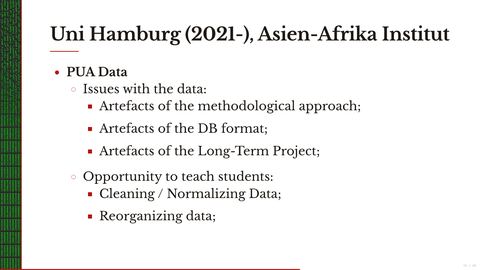 Uni Hamburg (2021-), Asien-Afrika Institut
PUA Data
Issues with the data:
Artefacts of the methodological approach;
Artefacts of the DB format;
Artefacts of the Long-Term Project;
Opportunity to teach students:
Cleaning / Normalizing Data;
Reorganizing data;